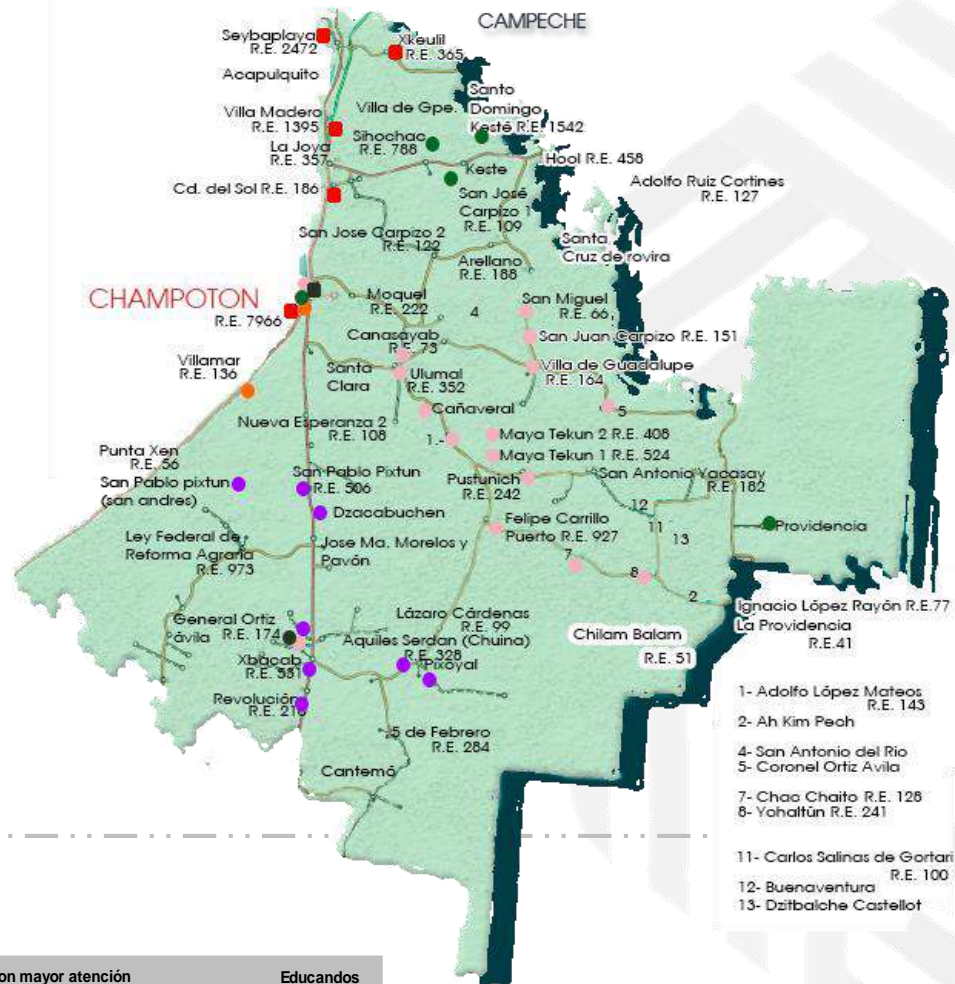 CAMPECHE
Seybaplaya
R.E. 2472
Xkeulil
R.E. 365
Acapulquito
Santo
Domingo
Kesté R.E. 1542
Villa Madero
R.E. 1395
Villa de Gpe.
Sihochac
R.E. 788
La Joya
R.E. 357
Hool R.E. 458
Keste
Cd. del Sol R.E. 186
Adolfo Ruiz Cortines
R.E. 127
San José
Carpizo 1
R.E. 109
San Jose Carpizo 2
R.E. 122
Santa
Cruz de rovira
Arellano
R.E. 188
CHAMPOTON
R.E. 7966
Moquel
R.E. 222
4
San Miguel
R.E. 66
Canasayab
R.E. 73
San Juan Carpizo R.E. 151
Villamar
R.E. 136
Santa
Clara
Ulumal
R.E. 352
Villa de Guadalupe
R.E. 164
Cañaveral
5
Nueva Esperanza 2
R.E. 108
1.-
Maya Tekun 2 R.E. 408
Maya Tekun 1 R.E. 524
Punta Xen
R.E. 56
San Pablo pixtun
(san andres)
San Pablo Pixtun
R.E. 506
Pustunich
R.E. 242
San Antonio Yacasay
R.E. 182
Dzacabuchen
12
11
13
Felipe Carrillo
Puerto R.E. 927
Providencia
Ley Federal de
Reforma Agraria
R.E. 973
Jose Ma. Morelos y
Pavón
7
8
2
General Ortiz
ávila
R.E. 174
Lázaro Cárdenas
R.E. 99
Aquiles Serdan (Chuina)
R.E. 328
Pixoyal
Chilam Balam
R.E. 51
Ignacio López Rayón R.E.77
La Providencia
R.E.41
Xbacab
R.E. 531
Revolución
5 de Febrero
R.E. 284
Cantemó
1- Adolfo López Mateos
R.E. 143
2- Ah Kim Pech
4- San Antonio del Rio
5- Coronel Ortiz Avila
7- Chac Chaito R.E. 128
8- Yohaltún R.E. 241
11- Carlos Salinas de Gortari
R.E. 100
12- Buenaventura
13- Dzitbalche Castellot
on mayor atención Educandos